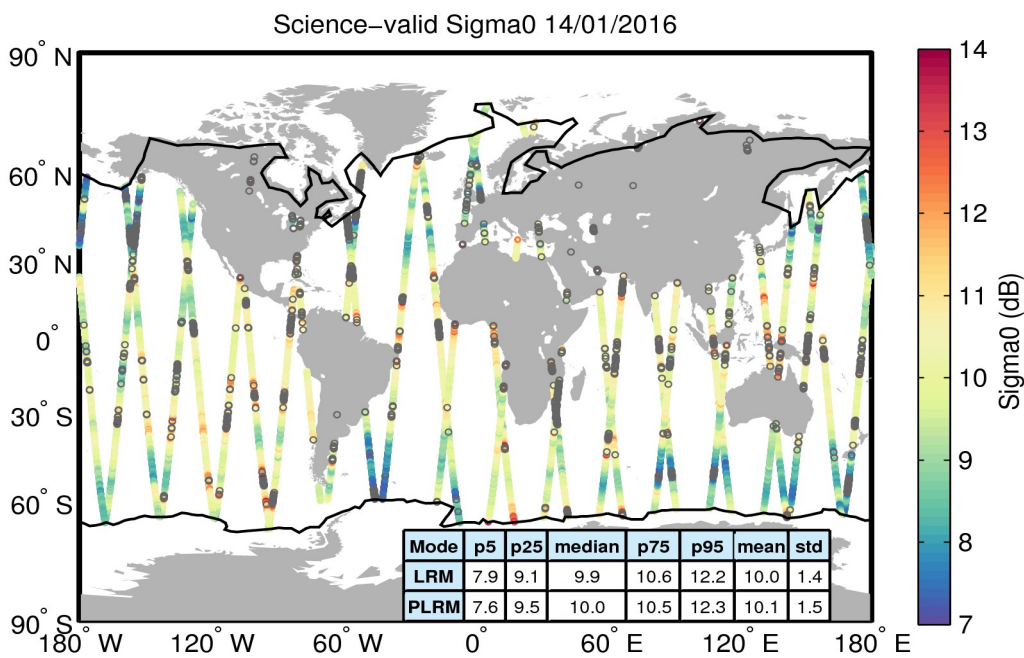 Science−valid Sigma0 14/01/2016
90° N
60° N
30° N
0°
30° S
60° S
90° S
180° W
120° W
60° W
0°
60° E
120° E
180° E
14
13
12
11
10
9
8
7
Sigma0 (dB)
Mode p5 p25 median p75 p95 mean std
LRM 7.9 9.1 9.9 10.6 12.2 10.0 1.4
PLRM 7.6 9.5 10.0 10.5 12.3 10.1 1.5